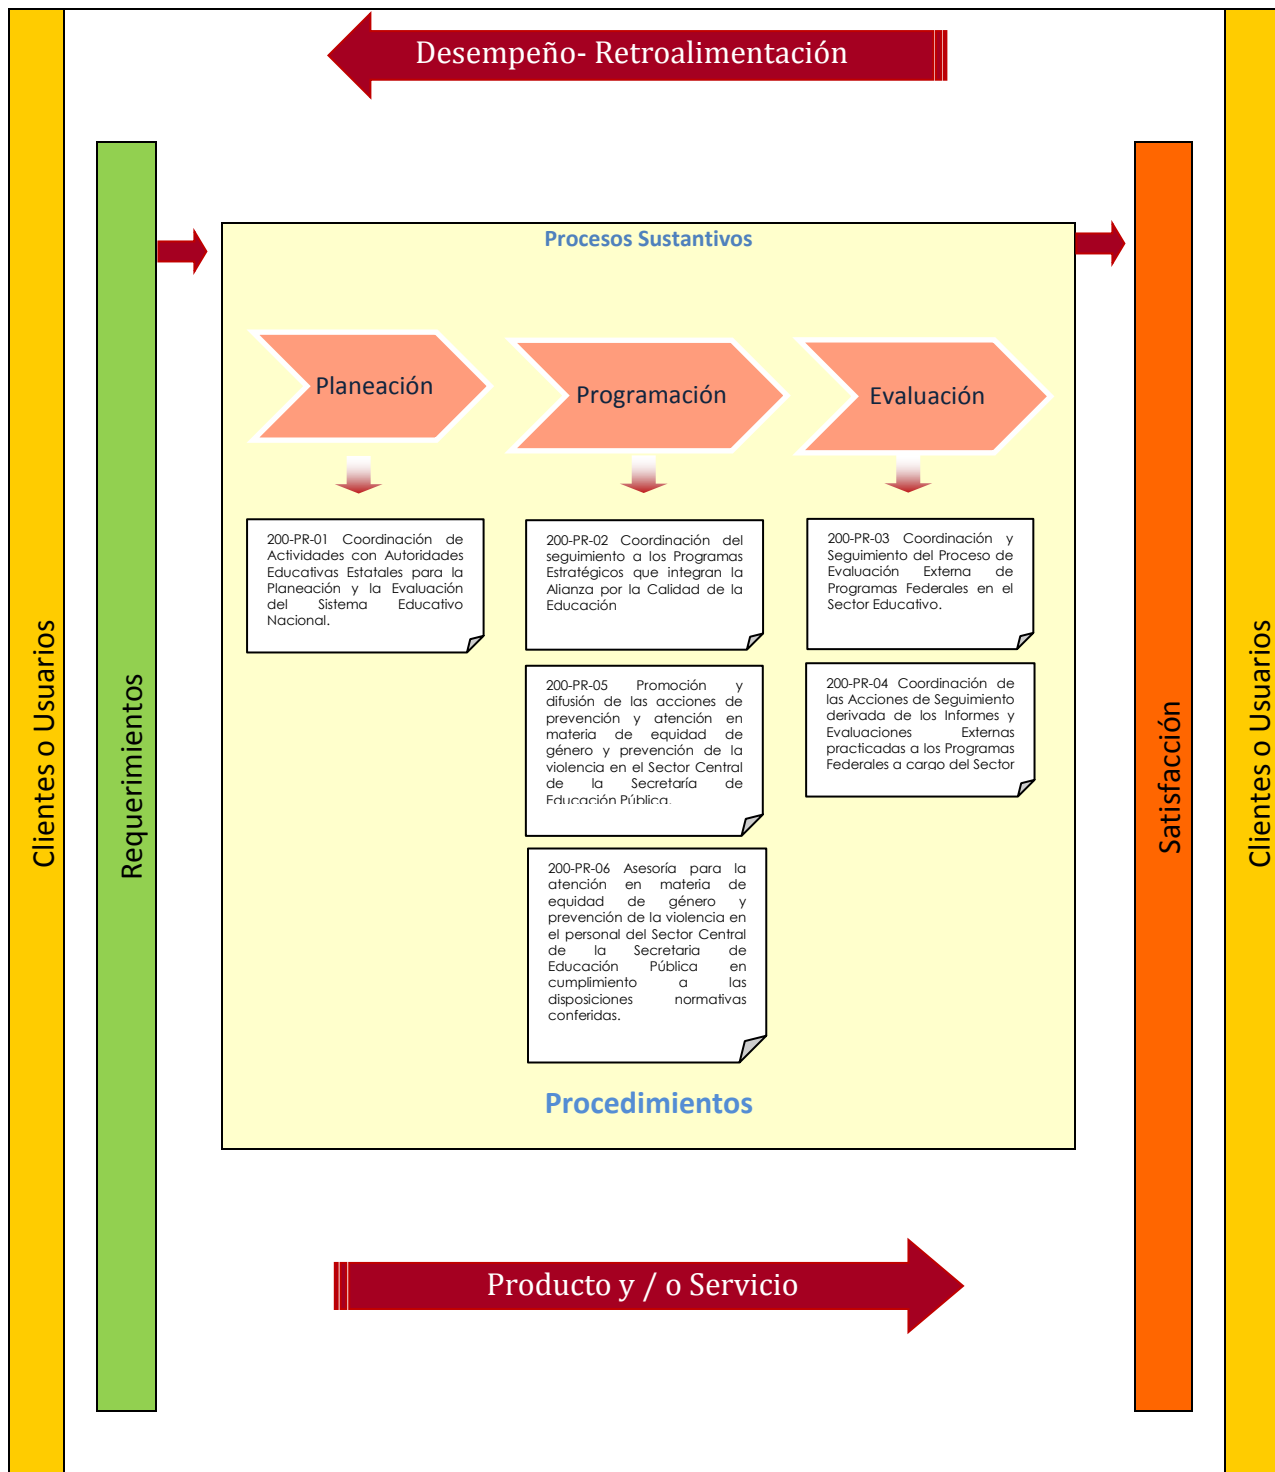 Desempeño- Retroalimentación
Clientes o Usuarios
Requerimientos
Procesos Sustantivos
Planeación
Programación
Evaluación
200-PR-01 Coordinación de
Actividades con Autoridades
Educativas Estatales para la
Planeación y la Evaluación
del Sistema Educativo
Nacional.
200-PR-02 Coordinación del
seguimiento a los Programas
Estratégicos que integran la
Alianza por la Calidad de la
Educación
200-PR-05 Promoción y
difusión de las acciones de
prevención y atención en
materia de equidad de
género y prevención de la
violencia en el Sector Central
de la Secretaría de
Educación Pública.
200-PR-06 Asesoría para la
atención en materia de
equidad de género y
prevención de la violencia en
el personal del Sector Central
de la Secretaria de
Educación Pública en
cumplimiento a las
disposiciones normativas
conferidas.
200-PR-03 Coordinación y
Seguimiento del Proceso de
Evaluación Externa de
Programas Federales en el
Sector Educativo.
200-PR-04 Coordinación de
las Acciones de Seguimiento
derivada de los Informes y
Evaluaciones Externas
practicadas a los Programas
Federales a cargo del Sector
Procedimientos
Satisfacción
Clientes o Usuarios
Producto y / o Servicio